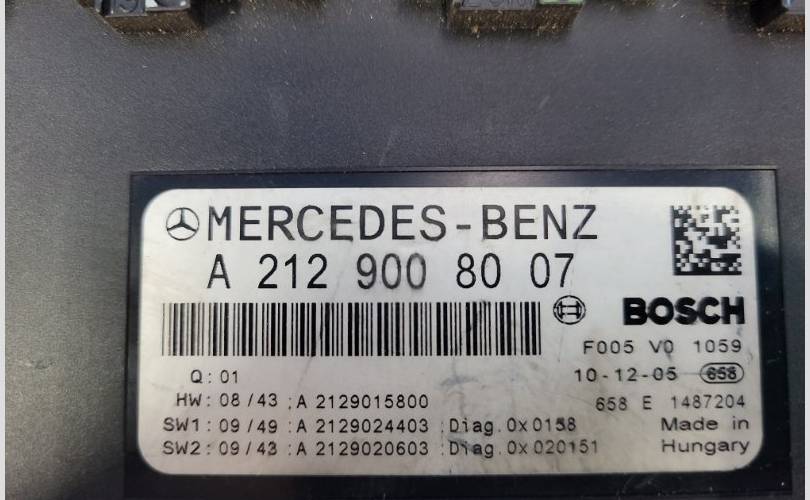 MERCEDES-BENZ
A 212 900 80 07
BOSCH
F005 V0 1059
Q: 01
10-12-05 658
HW: 08/43 :A 2129015800
658 E 1487204
SW1: 09/49 :A 2129024403 :Diag.0x0158
Made in
SW2: 09/43 :A 2129020603 :Diag.0x020151
Hungary